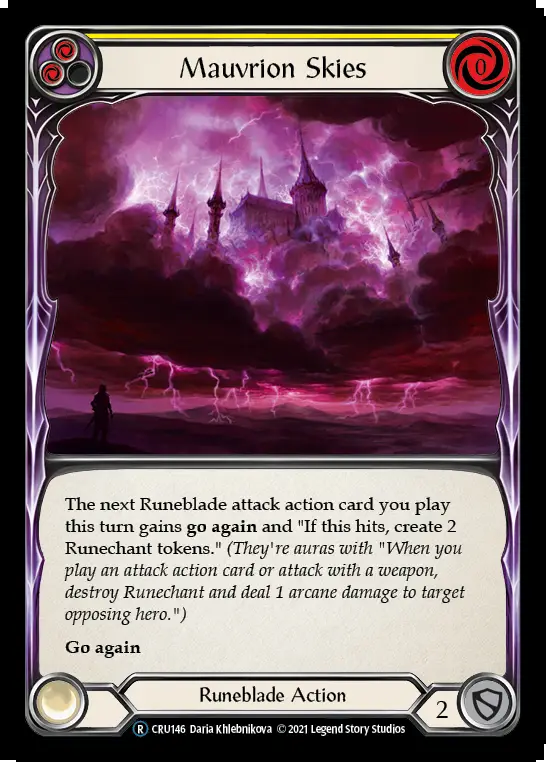 Mauvrion Skies
0
The next Runeblade attack action card you play
this turn gains go again and "If this hits, create 2
Runechant tokens." (They're auras with "When you
play an attack action card or attack with a weapon,
destroy Runechant and deal 1 arcane damage to target
opposing hero.")
Go again
Runeblade Action
2
R CRU146 Daria Khlebnikova © 2021 Legend Story Studios